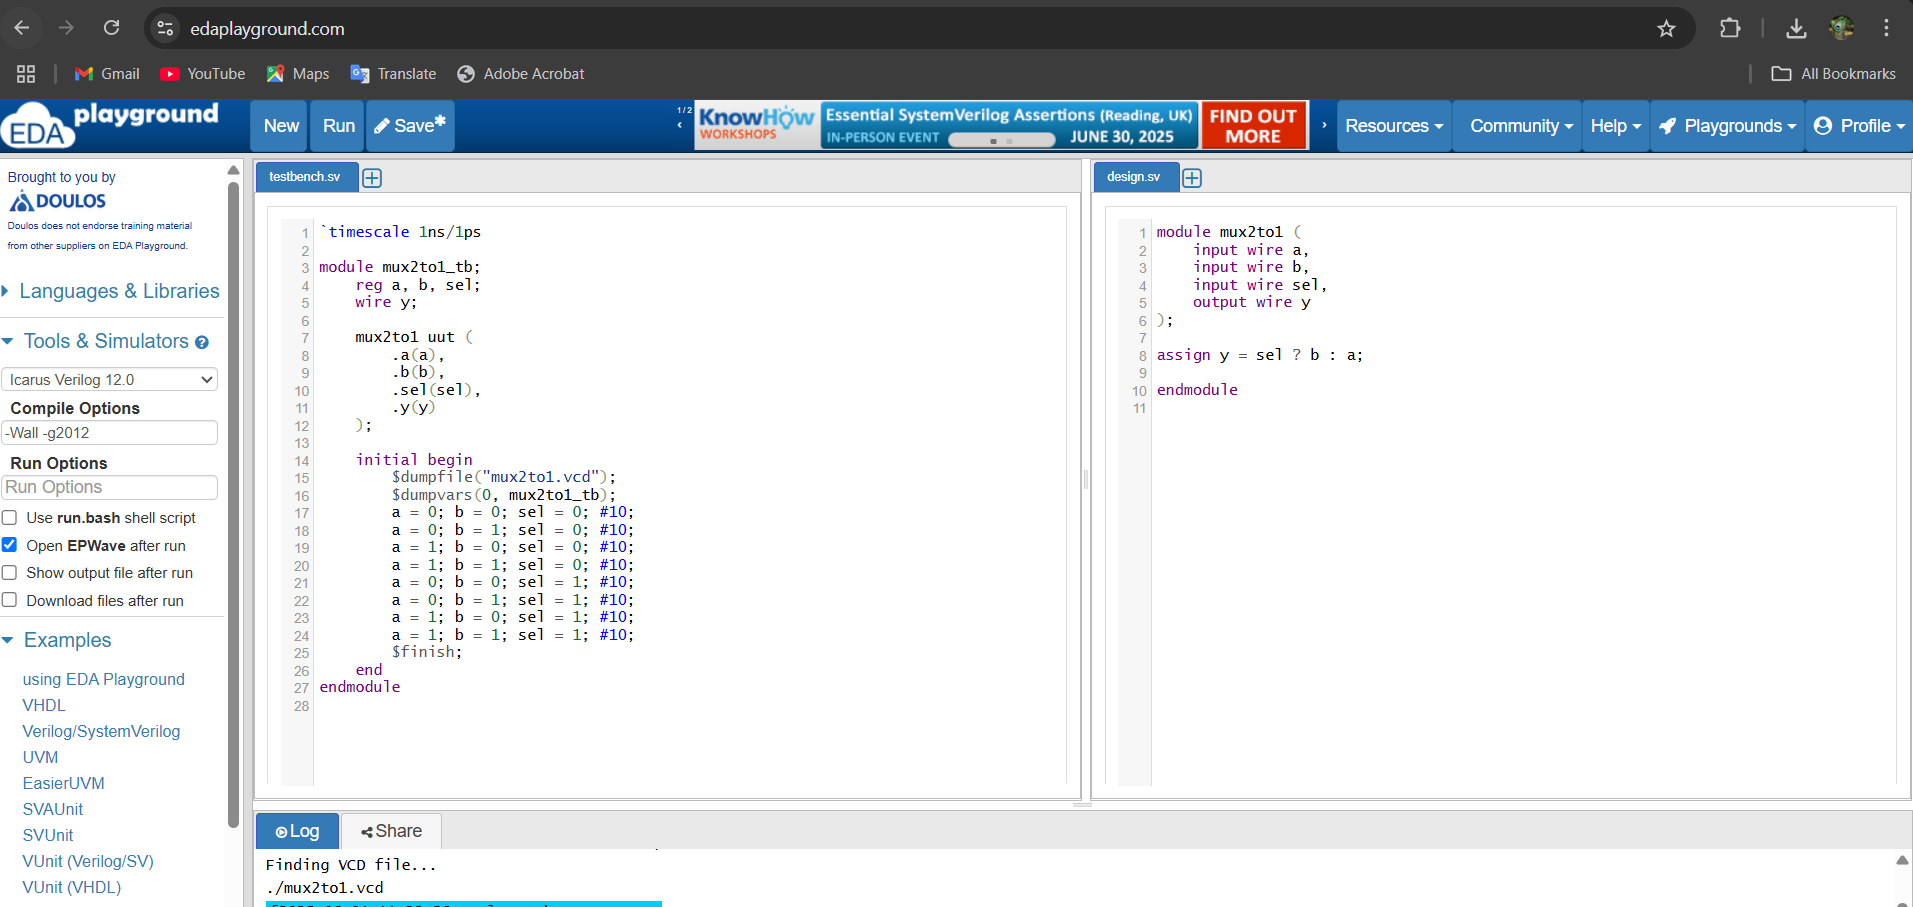 edaplayground.com
Gmail YouTube Maps Translate Adobe Acrobat All Bookmarks
EDA playground
New Run Save*
1/2
KnowHow WORKSHOPS
Essential SystemVerilog Assertions (Reading, UK)
IN-PERSON EVENT JUNE 30, 2025
FIND OUT MORE
Resources Community Help Playgrounds Profile
Brought to you by
DOULOS
Doulos does not endorse training material
from other suppliers on EDA Playground.
Languages & Libraries
Tools & Simulators
Icarus Verilog 12.0
Compile Options
-Wall -g2012
Run Options
Run Options
Use run.bash shell script
Open EPWave after run
Show output file after run
Download files after run
Examples
using EDA Playground
VHDL
Verilog/SystemVerilog
UVM
EasierUVM
SVAUnit
SVUnit
VUnit (Verilog/SV)
VUnit (VHDL)
testbench.sv
1 `timescale 1ns/1ps
2
3 module mux2to1_tb;
4     reg a, b, sel;
5     wire y;
6
7     mux2to1 uut (
8         .a(a),
9         .b(b),
10         .sel(sel),
11         .y(y)
12     );
13
14     initial begin
15         $dumpfile("mux2to1.vcd");
16         $dumpvars(0, mux2to1_tb);
17         a = 0; b = 0; sel = 0; #10;
18         a = 0; b = 1; sel = 0; #10;
19         a = 1; b = 0; sel = 0; #10;
20         a = 1; b = 1; sel = 0; #10;
21         a = 0; b = 0; sel = 1; #10;
22         a = 0; b = 1; sel = 1; #10;
23         a = 1; b = 0; sel = 1; #10;
24         a = 1; b = 1; sel = 1; #10;
25         $finish;
26     end
27 endmodule
28
design.sv
1 module mux2to1 (
2     input wire a,
3     input wire b,
4     input wire sel,
5     output wire y
6 );
7
8 assign y = sel ? b : a;
9
10 endmodule
11
Log Share
Finding VCD file...
./mux2to1.vcd